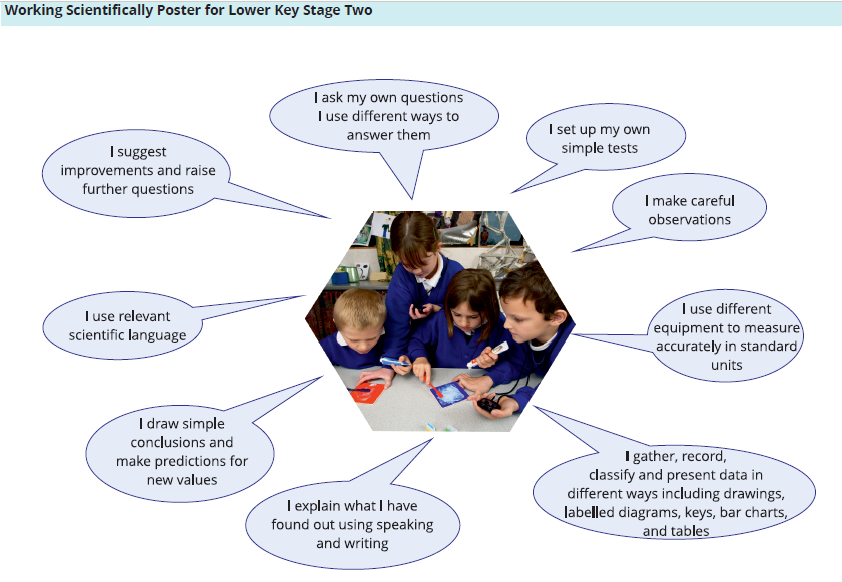 Working Scientifically Poster for Lower Key Stage Two
I ask my own questions
I use different ways to
answer them
I set up my own
simple tests
I make careful
observations
I use different
equipment to measure
accurately in standard
units
I gather, record,
classify and present data in
different ways including drawings,
labelled diagrams, keys, bar charts,
and tables
I explain what I have
found out using speaking
and writing
I draw simple
conclusions and
make predictions for
new values
I use relevant
scientific language
I suggest
improvements and raise
further questions